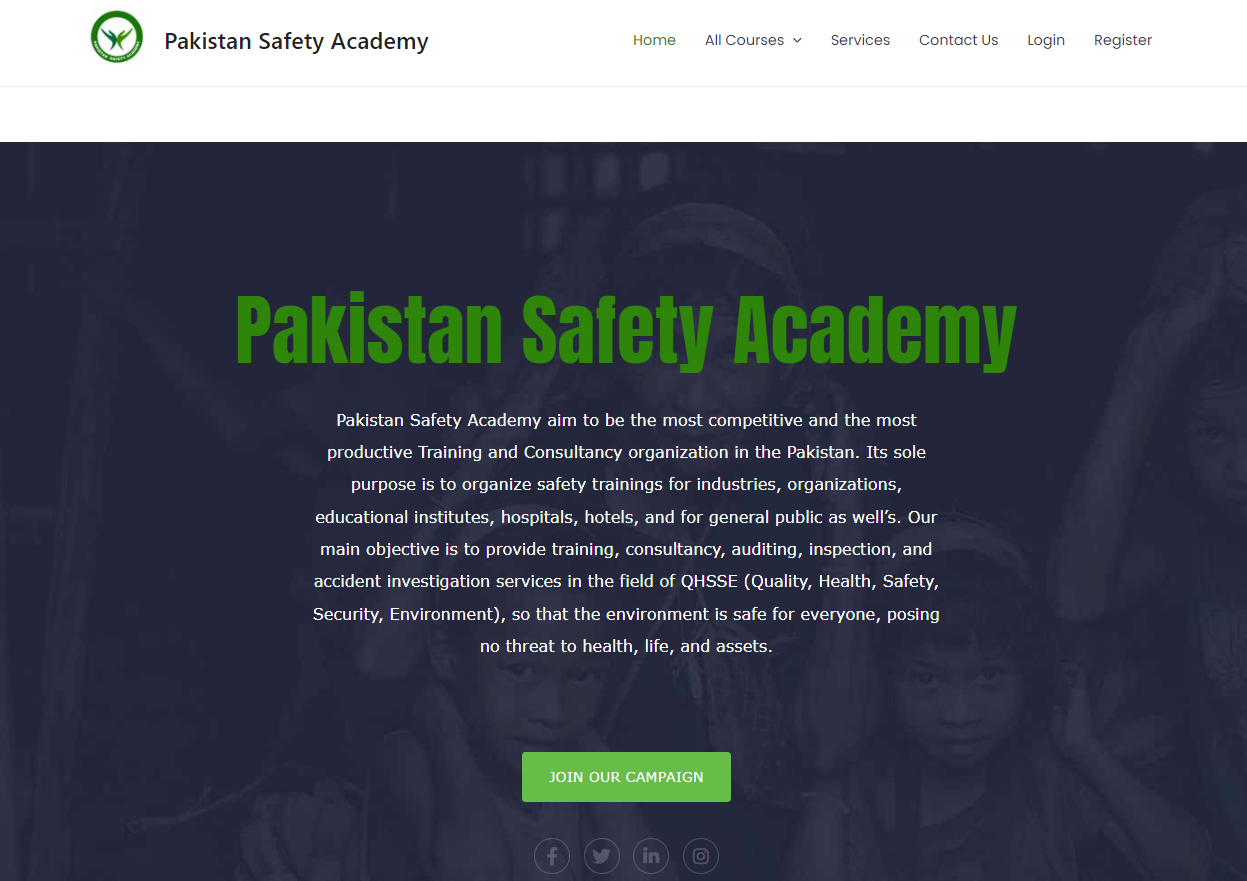 Pakistan Safety Academy
Home All Courses Services Contact Us Login Register
Pakistan Safety Academy
Pakistan Safety Academy aim to be the most competitive and the most
productive Training and Consultancy organization in the Pakistan. Its sole
purpose is to organize safety trainings for industries, organizations,
educational institutes, hospitals, hotels, and for general public as well’s. Our
main objective is to provide training, consultancy, auditing, inspection, and
accident investigation services in the field of QHSSE (Quality, Health, Safety,
Security, Environment), so that the environment is safe for everyone, posing
no threat to health, life, and assets.
JOIN OUR CAMPAIGN